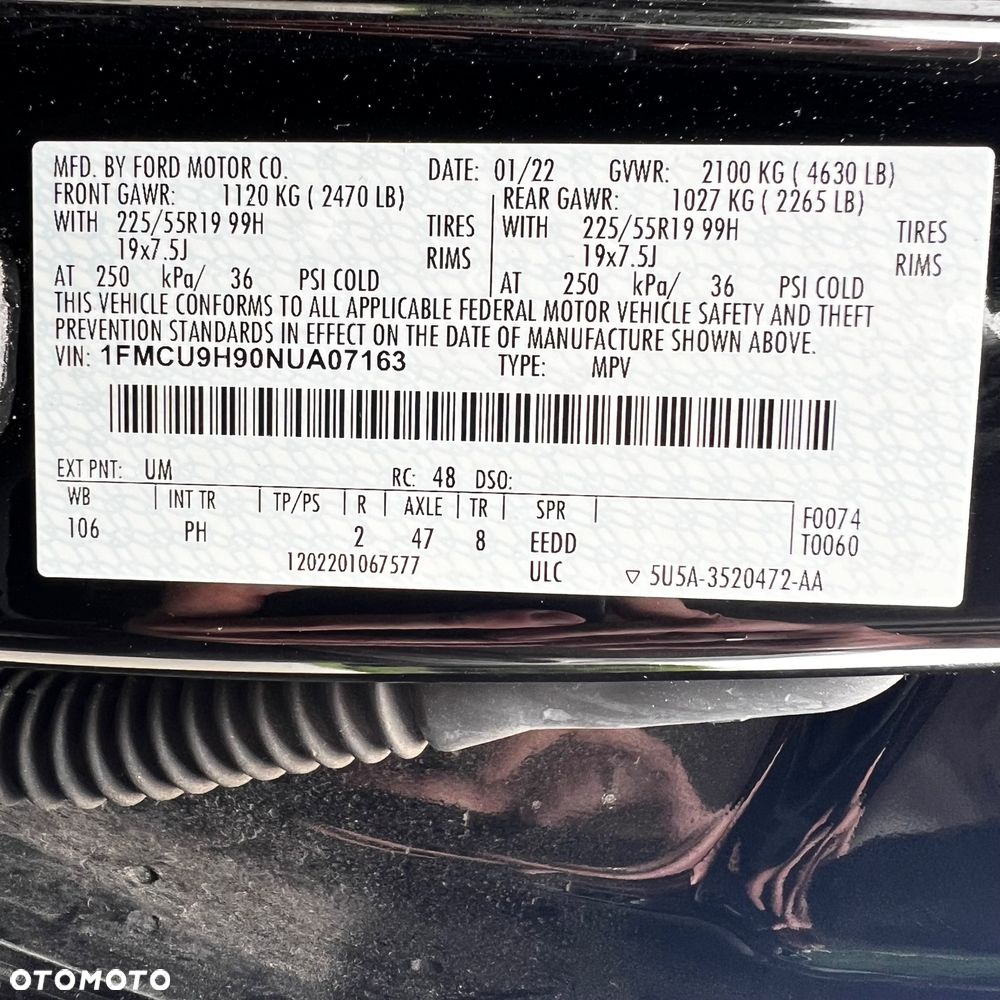 MFD. BY FORD MOTOR CO. DATE: 01/22 GVWR: 2100 KG ( 4630 LB)
FRONT GAWR: 1120 KG ( 2470 LB) REAR GAWR: 1027 KG ( 2265 LB)
WITH 225/55R19 99H TIRES WITH 225/55R19 99H TIRES
19x7.5J RIMS 19x7.5J RIMS
AT 250 kPa/ 36 PSI COLD AT 250 kPa/ 36 PSI COLD
THIS VEHICLE CONFORMS TO ALL APPLICABLE FEDERAL MOTOR VEHICLE SAFETY AND THEFT
PREVENTION STANDARDS IN EFFECT ON THE DATE OF MANUFACTURE SHOWN ABOVE.
VIN: 1FMCU9H90NUA07163 TYPE: MPV
EXT PNT: UM RC: 48 DSO:
WB INT TR TP/PS R AXLE TR SPR
106 PH 2 47 8 EEDD
F0074
T0060
1202201067577 ULC ▽ 5U5A-3520472-AA
OTOMOTO